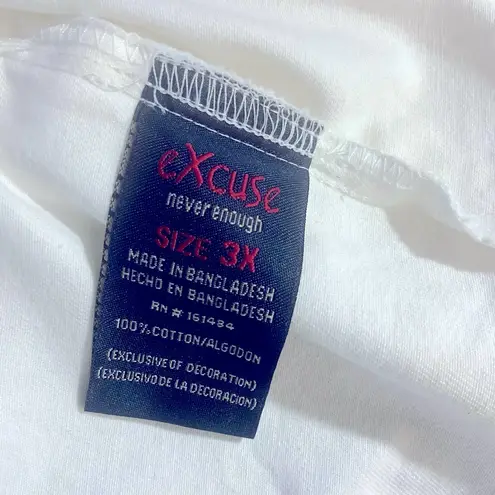 eXcuse
never enough
SIZE 3X
MADE IN BANGLADESH
HECHO EN BANGLADESH
RN # 161484
100% COTTON/ALGODON
(EXCLUSIVE OF DECORATION)
(EXCLUSIVO DE LA DECORACION)